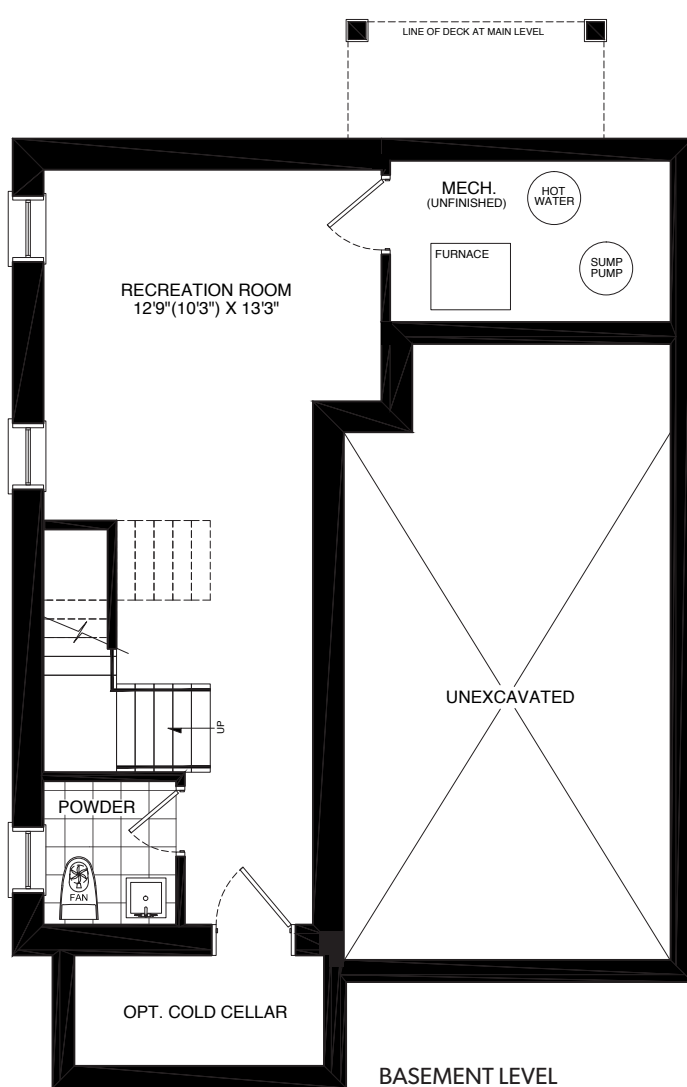 LINE OF DECK AT MAIN LEVEL
MECH.
(UNFINISHED)
HOT
WATER
FURNACE
SUMP
PUMP
RECREATION ROOM
12'9"(10'3") X 13'3"
UNEXCAVATED
UP
POWDER
FAN
OPT. COLD CELLAR
BASEMENT LEVEL